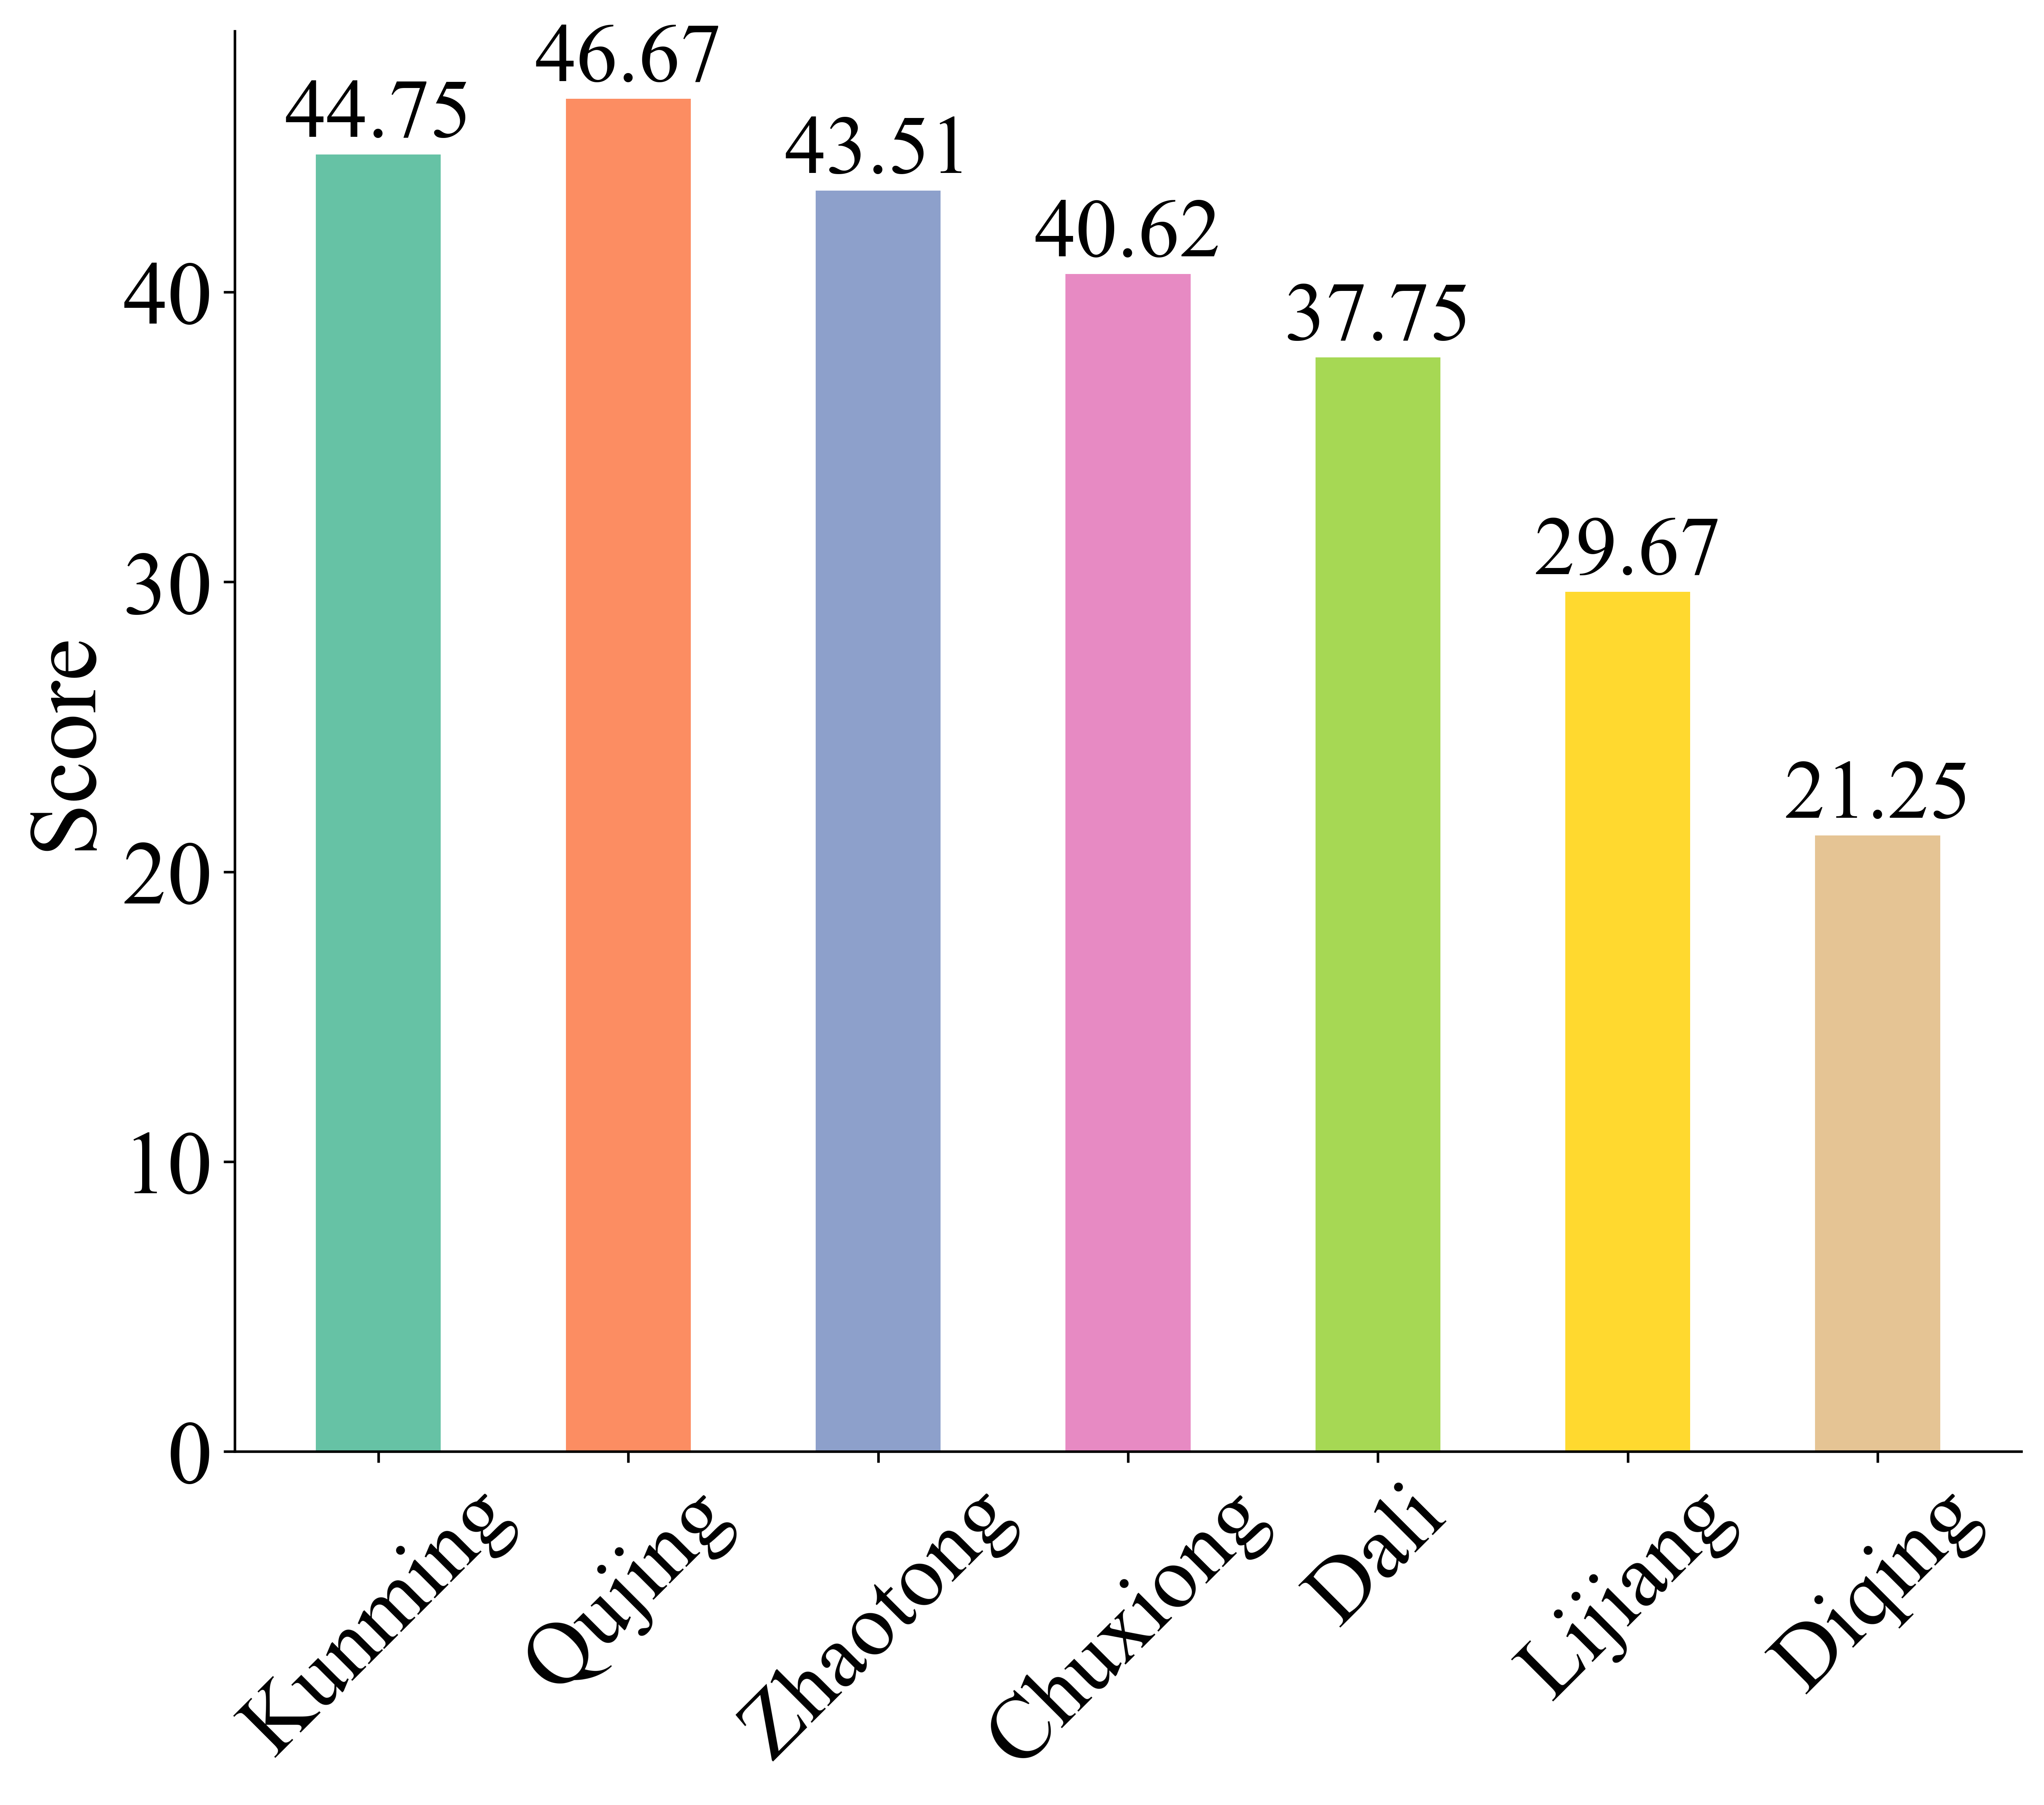 44.75
46.67
43.51
40.62
37.75
29.67
21.25
Score
40
30
20
10
0
Kunming
Qujing
Zhaotong
Chuxiong
Dali
Lijiang
Diqing